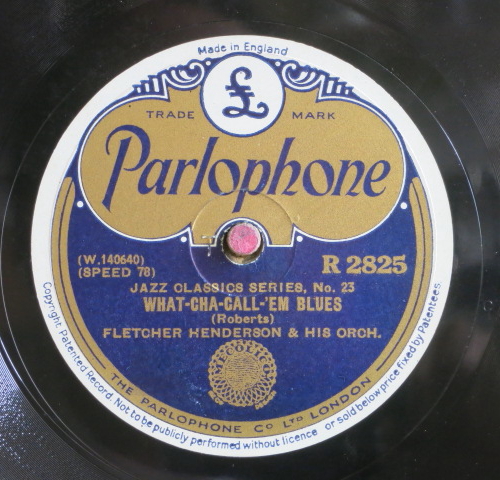 Made in England
£
TRADE MARK
Parlophone
(W.140640)
(SPEED 78)
R 2825
JAZZ CLASSICS SERIES, No. 23
WHAT-CHA-CALL-'EM BLUES
(Roberts)
FLETCHER HENDERSON & HIS ORCH.
THE PARLOPHONE CO LTD LONDON
Copyright. Patented Record. Not to be publicly performed without licence or sold below price fixed by Patentees.